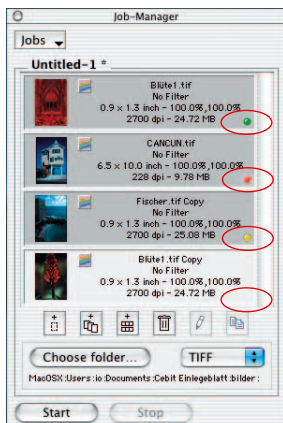 Job-Manager
Jobs
Untitled-1 *
Blüte1.tif
No Filter
0.9 x 1.3 inch - 100.0%,100.0%
2700 dpi - 24.72 MB
CANCUN.tif
No Filter
6.5 x 10.0 inch - 100.0%,100.0%
228 dpi - 9.78 MB
Fischer.tif Copy
No Filter
0.9 x 1.3 inch - 100.0%,100.0%
2700 dpi - 25.08 MB
Blüte1.tif Copy
No Filter
0.9 x 1.3 inch - 100.0%,100.0%
2700 dpi - 24.72 MB
Choose folder... TIFF
MacOSX:Users:io:Documents:Cebit Einlegeblatt:bilder:
Start Stop